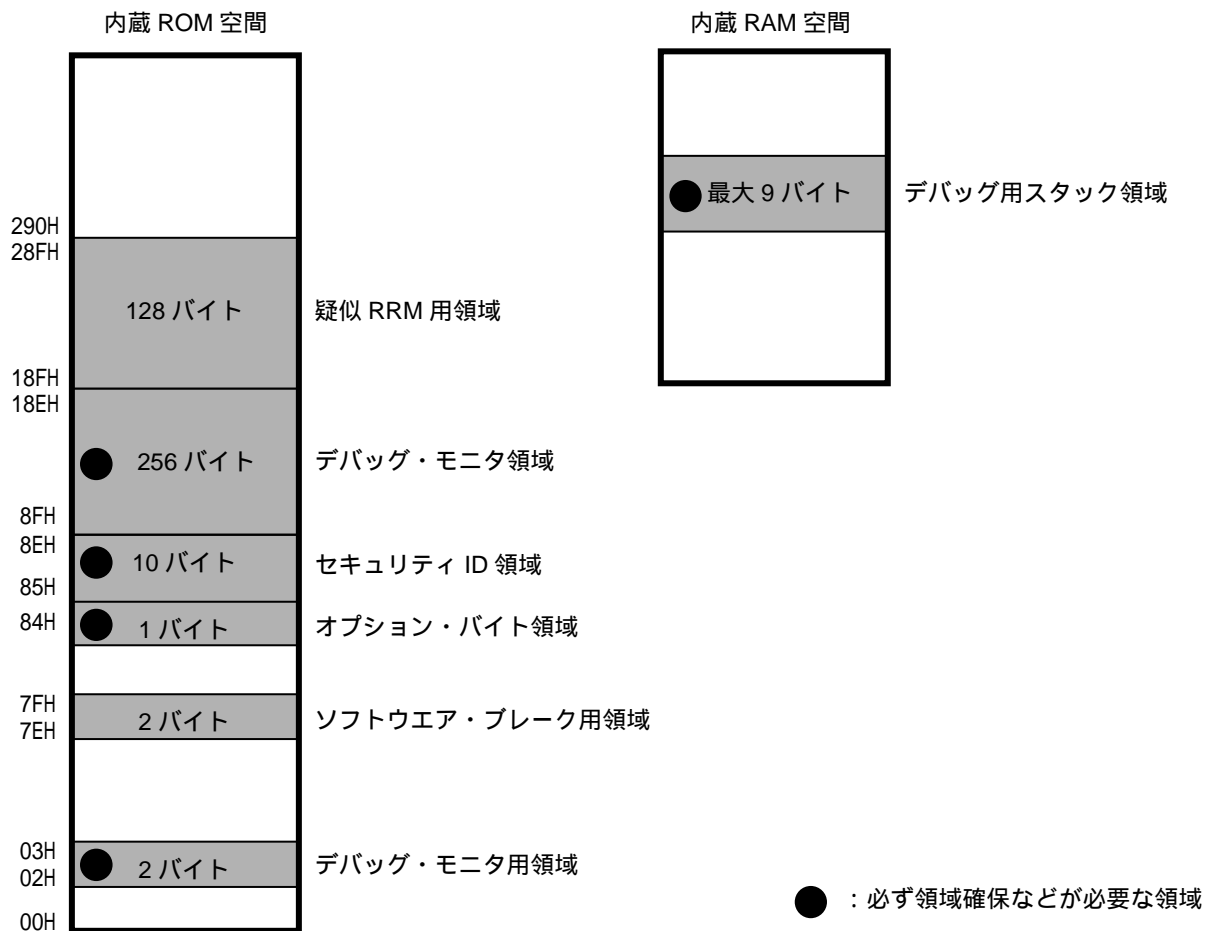 内蔵 ROM 空間
290H
28FH
128 バイト
疑似 RRM 用領域
18FH
18EH
256 バイト
デバッグ・モニタ領域
8FH
8EH
10 バイト
セキュリティ ID 領域
85H
84H
1 バイト
オプション・バイト領域
7FH
7EH
2 バイト
ソフトウエア・ブレーク用領域
03H
02H
2 バイト
デバッグ・モニタ用領域
00H
内蔵 RAM 空間
最大 9 バイト
デバッグ用スタック領域
：必ず領域確保などが必要な領域